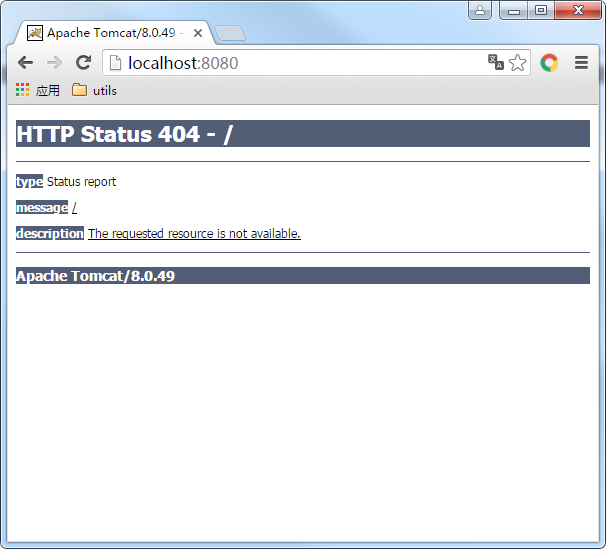 Apache Tomcat/8.0.49 -
localhost:8080
应用 utils
HTTP Status 404 - /
type Status report
message /
description The requested resource is not available.
Apache Tomcat/8.0.49